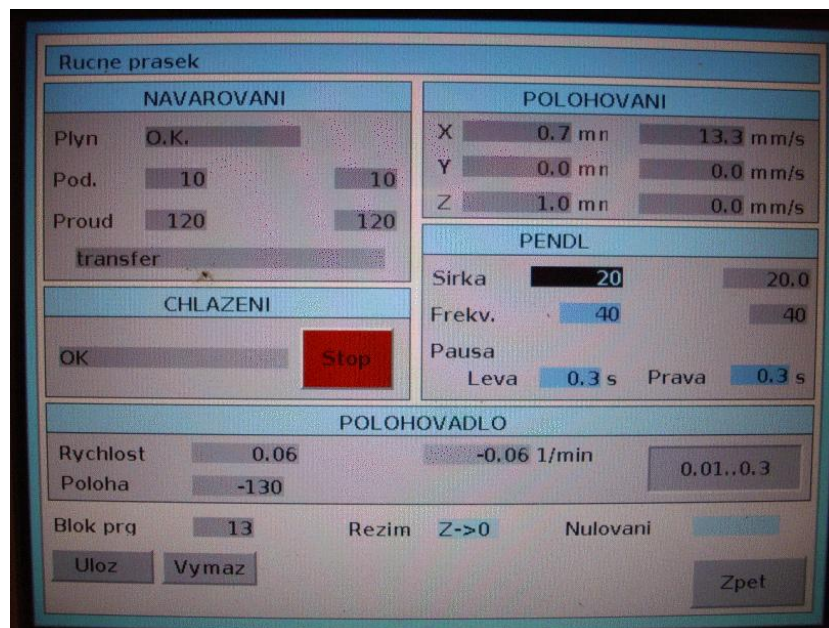 Rucne prasek
NAVAROVANI
Plyn O.K.
Pod. 10 10
Proud 120 120
transfer
CHLAZENI
OK Stop
POLOHOVANI
X 0.7 mm 13.3 mm/s
Y 0.0 mm 0.0 mm/s
Z 1.0 mm 0.0 mm/s
PENDL
Sirka 20 20.0
Frekv. 40 40
Pausa
Leva 0.3 s Prava 0.3 s
POLOHOVADLO
Rychlost 0.06 -0.06 1/min 0.01..0.3
Poloha -130
Blok prg 13 Rezim Z->0 Nulovani
Uloz Vymaz Zpet